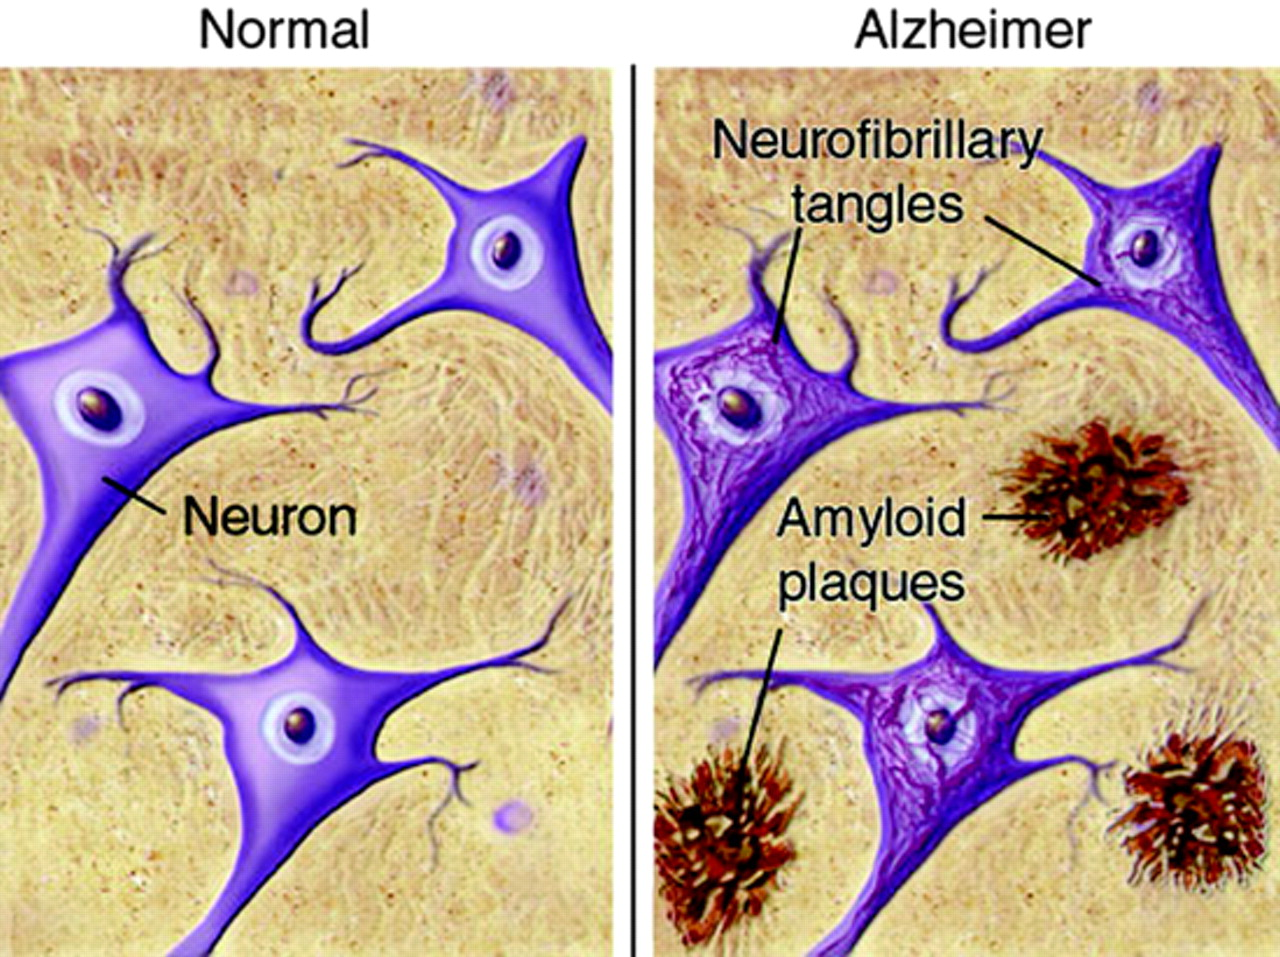 Normal
Alzheimer
Neuron
Neurofibrillary
tangles
Amyloid
plaques